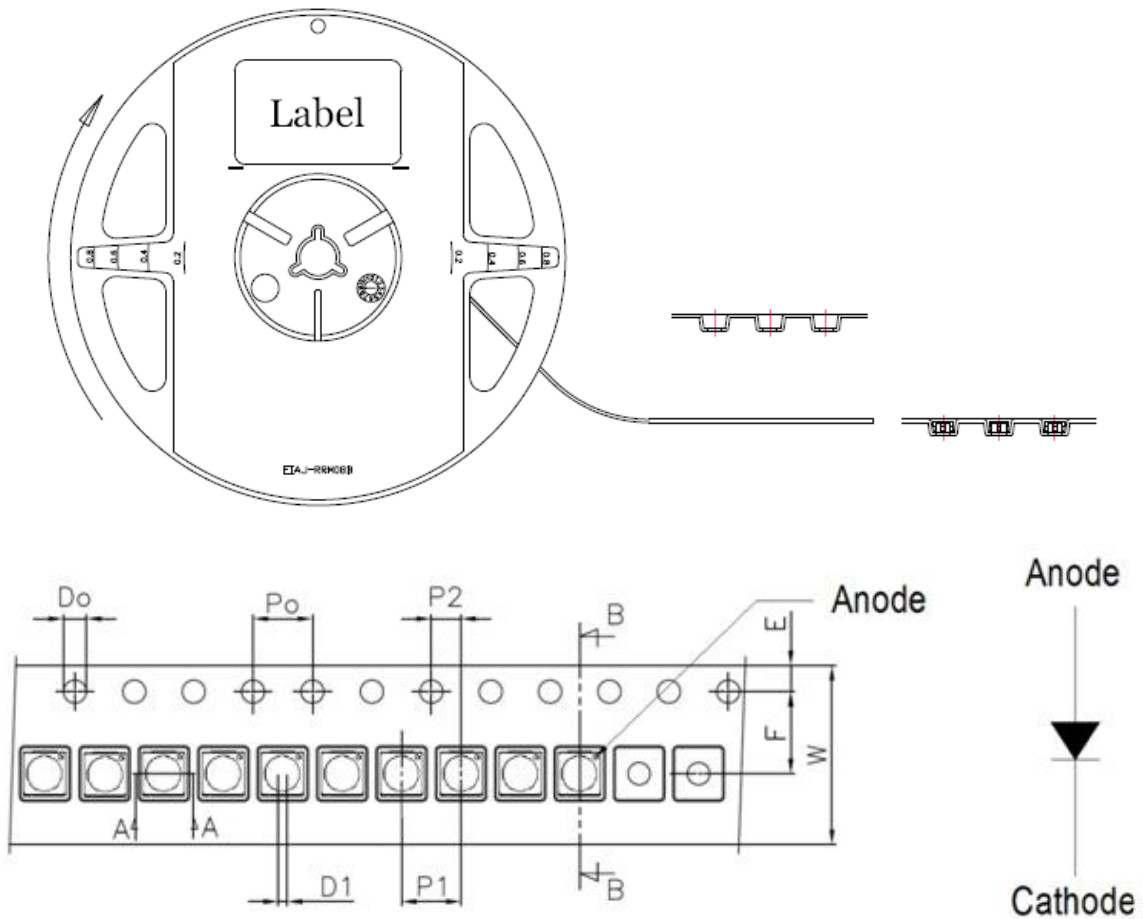 Label
0.8
0.6
0.4
0.2
0.2
0.4
0.6
0.8
EIAJ-RRM08B
Do
Po
P2
B
Anode
E
F
W
A
A
D1
P1
B
Anode
Cathode